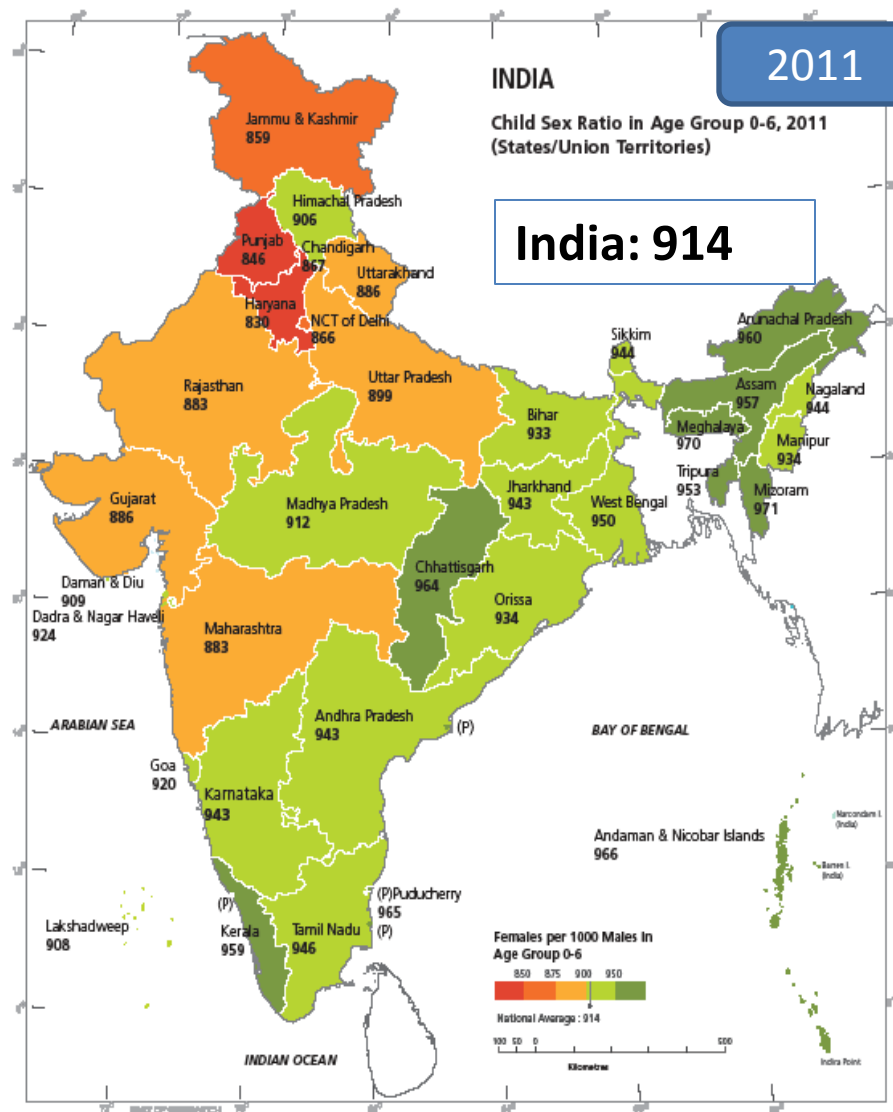 2011
INDIA
Child Sex Ratio in Age Group 0-6, 2011
(States/Union Territories)
India: 914
Jammu & Kashmir
859
Himachal Pradesh
906
Punjab
846
Chandigarh
867
Uttarakhand
886
Haryana
830
NCT of Delhi
866
Rajasthan
883
Uttar Pradesh
899
Bihar
933
Sikkim
944
Arunachal Pradesh
960
Assam
957
Nagaland
944
Meghalaya
970
Manipur
934
Tripura
953
Mizoram
971
Gujarat
886
Madhya Pradesh
912
Jharkhand
943
West Bengal
950
Chhattisgarh
964
Orissa
934
Daman & Diu
909
Dadra & Nagar Haveli
924
Maharashtra
883
Andhra Pradesh
943
(P)
ARABIAN SEA
BAY OF BENGAL
Goa
920
Karnataka
943
Andaman & Nicobar Islands
966
Narcondam I.
(India)
Barren I.
(India)
(P)Puducherry
965
(P)
(P)
Lakshadweep
908
Kerala
959
Tamil Nadu
946
Females per 1000 Males in
Age Group 0-6
850 875 900 950
National Average : 914
100 50 0 500
Kilometres
Indira Point
INDIAN OCEAN